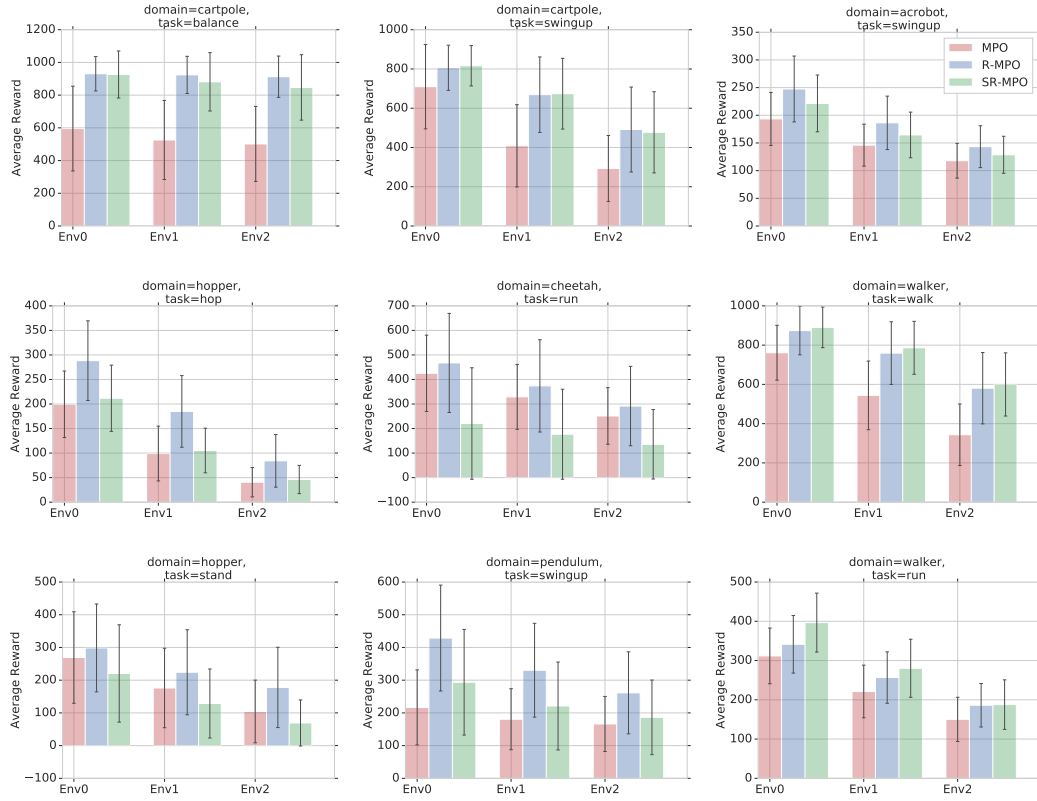 domain=cartpole,
task=balance
1200
1000
800
600
400
200
0
Average Reward
Env0 Env1 Env2
domain=cartpole,
task=swingup
1000
800
600
400
200
0
Average Reward
Env0 Env1 Env2
domain=acrobot,
task=swingup
350
300
250
200
150
100
50
0
Average Reward
MPO
R-MPO
SR-MPO
Env0 Env1 Env2
domain=hopper,
task=hop
400
350
300
250
200
150
100
50
0
Average Reward
Env0 Env1 Env2
domain=cheetah,
task=run
700
600
500
400
300
200
100
0
−100
Average Reward
Env0 Env1 Env2
domain=walker,
task=walk
1000
800
600
400
200
0
Average Reward
Env0 Env1 Env2
domain=hopper,
task=stand
500
400
300
200
100
0
−100
Average Reward
Env0 Env1 Env2
domain=pendulum,
task=swingup
600
500
400
300
200
100
0
Average Reward
Env0 Env1 Env2
domain=walker,
task=run
500
400
300
200
100
0
Average Reward
Env0 Env1 Env2